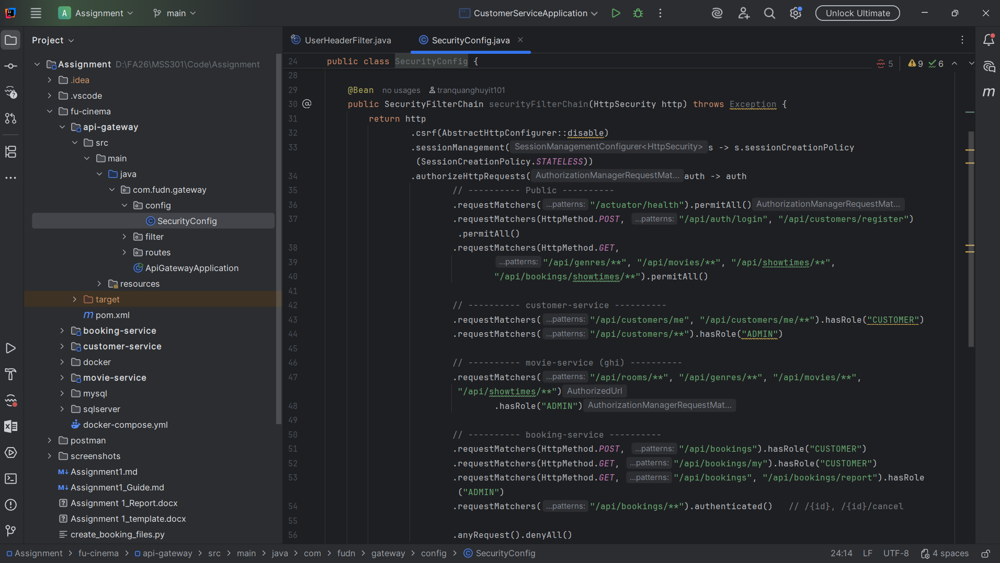 A Assignment
main
CustomerServiceApplication
Unlock Ultimate
Project
UserHeaderFilter.java
SecurityConfig.java
Assignment D:\FA26\MSS301\Code\Assignment
.idea
.vscode
fu-cinema
api-gateway
src
main
java
com.fudn.gateway
config
SecurityConfig
filter
routes
ApiGatewayApplication
resources
target
pom.xml
booking-service
customer-service
docker
movie-service
mysql
sqlserver
docker-compose.yml
postman
screenshots
Assignment1.md
Assignment1_Guide.md
Assignment 1_Report.docx
Assignment 1_template.docx
create_booking_files.py
24 public class SecurityConfig {
5 9 6
28
29 @Bean no usages tranquanghuyit101
30 public SecurityFilterChain securityFilterChain(HttpSecurity http) throws Exception {
31 return http
32 .csrf(AbstractHttpConfigurer::disable)
33 .sessionManagement( SessionManagementConfigurer<HttpSecurity> s -> s.sessionCreationPolicy
(SessionCreationPolicy.STATELESS))
34 .authorizeHttpRequests( AuthorizationManagerRequestMat... auth -> auth
35 // ---------- Public ----------
36 .requestMatchers( ...patterns: "/actuator/health").permitAll() AuthorizationManagerRequestMat...
37 .requestMatchers(HttpMethod.POST, ...patterns: "/api/auth/login", "/api/customers/register")
.permitAll()
38 .requestMatchers(HttpMethod.GET,
39 ...patterns: "/api/genres/**", "/api/movies/**", "/api/showtimes/**",
40 "/api/bookings/showtimes/**").permitAll()
41
42 // ---------- customer-service ----------
43 .requestMatchers( ...patterns: "/api/customers/me", "/api/customers/me/**").hasRole("CUSTOMER")
44 .requestMatchers( ...patterns: "/api/customers/**").hasRole("ADMIN")
45
46 // ---------- movie-service (ghi) ----------
47 .requestMatchers( ...patterns: "/api/rooms/**", "/api/genres/**", "/api/movies/**",
"/api/showtimes/**") AuthorizedUrl
48 .hasRole("ADMIN") AuthorizationManagerRequestMat...
49
50 // ---------- booking-service ----------
51 .requestMatchers(HttpMethod.POST, ...patterns: "/api/bookings").hasRole("CUSTOMER")
52 .requestMatchers(HttpMethod.GET, ...patterns: "/api/bookings/my").hasRole("CUSTOMER")
53 .requestMatchers(HttpMethod.GET, ...patterns: "/api/bookings", "/api/bookings/report").hasRole
("ADMIN")
54 .requestMatchers( ...patterns: "/api/bookings/**").authenticated() // /{id}, /{id}/cancel
55
56 .anyRequest().denyAll()
Assignment > fu-cinema > api-gateway > src > main > java > com > fudn > gateway > config > SecurityConfig
24:14 LF UTF-8 4 spaces